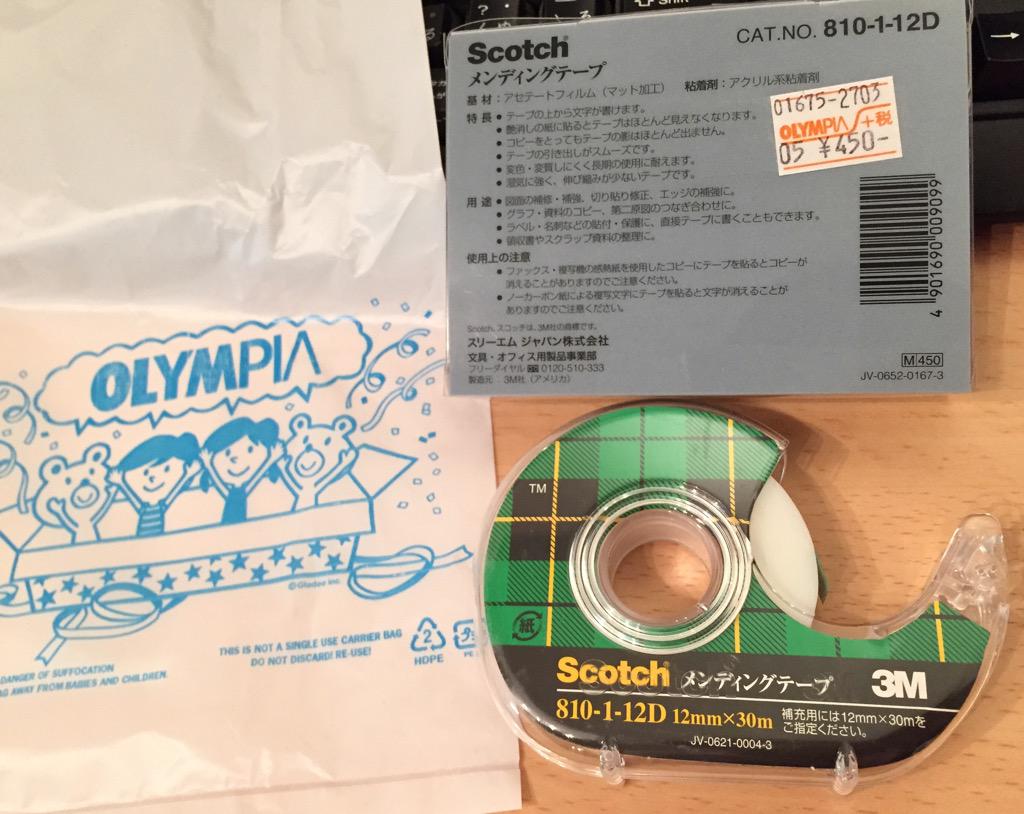 OLYMPIA
©Gladee Inc.
THIS IS NOT A SINGLE USE CARRIER BAG
DO NOT DISCARD! RE-USE!
2
HDPE
DANGER OF SUFFOCATION
AWAY FROM BABIES AND CHILDREN.
Scotch®
CAT.NO. 810-1-12D
メンディングテープ
基材:アセテートフィルム(マット加工) 粘着剤:アクリル系粘着剤
特長●テープの上から文字が書けます。
●艶消しの紙に貼るとテープはほとんど見えなくなります。
●コピーをとってもテープの影はほとんど出ません。
●テープの引き出しがスムーズです。
●変色・変質しにくく長期の使用に耐えます。
●湿気に強く、伸び縮みが少ないテープです。
用途●図面の補修・補強、切り貼り修正、エッジの補強に。
●グラフ・資料のコピー、第二原図のつなぎ合わせに。
●ラベル・名刺などの貼付・保護に、直接テープに書くこともできます。
●領収書やスクラップ資料の整理に。
使用上の注意
●ファックス・複写機の感熱紙を使用したコピーにテープを貼るとコピーが
消えることがありますのでご注意ください。
●ノーカーボン紙による複写文字にテープを貼ると文字が消えることが
ありますのでご注意ください。
Scotch、スコッチは、3M社の商標です。
スリーエム ジャパン株式会社
文具・オフィス用製品事業部
フリーダイヤル 0120-510-333
製造元:3M社(アメリカ)
01675-2703
OLYMPIA +税
05 ¥450-
4 901690 009099
M 450
JV-0652-0167-3
TM
紙
Scotch® メンディングテープ 3M
810-1-12D 12mm×30m 補充用には12mm×30mを
ご指定ください。
JV-0621-0004-3